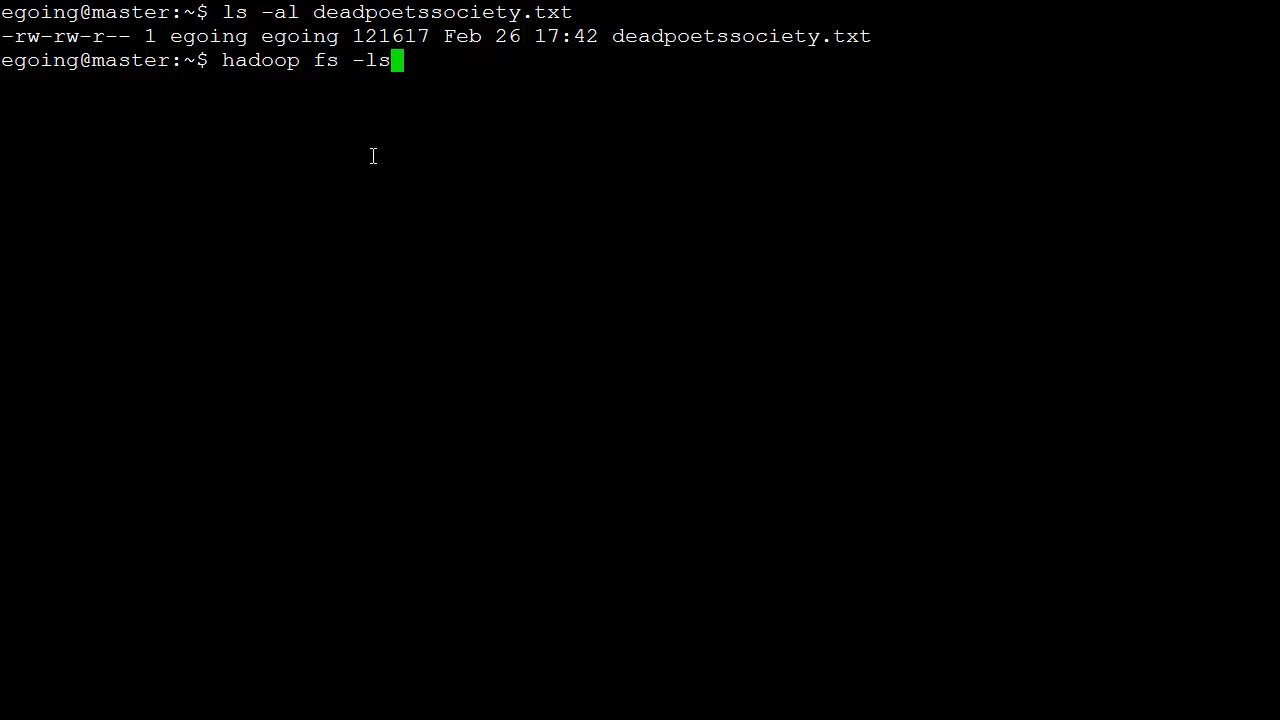 egoing@master:~$ ls -al deadpoetssociety.txt
-rw-rw-r-- 1 egoing egoing 121617 Feb 26 17:42 deadpoetssociety.txt
egoing@master:~$ hadoop fs -ls